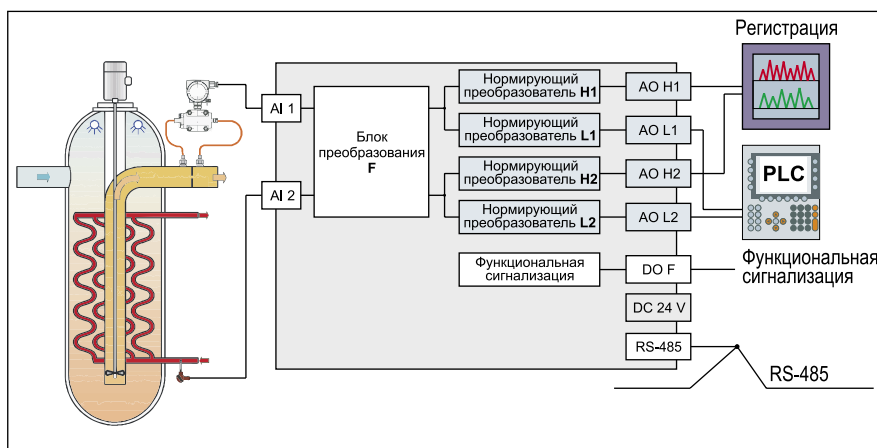 Регистрация
AI 1
Блок
преобразования
F
Нормирующий
преобразователь H1
AO H1
Нормирующий
преобразователь L1
AO L1
AI 2
Нормирующий
преобразователь H2
AO H2
Нормирующий
преобразователь L2
AO L2
PLC
Функциональная
сигнализация
DO F
Функциональная
сигнализация
DC 24 V
RS-485
RS-485